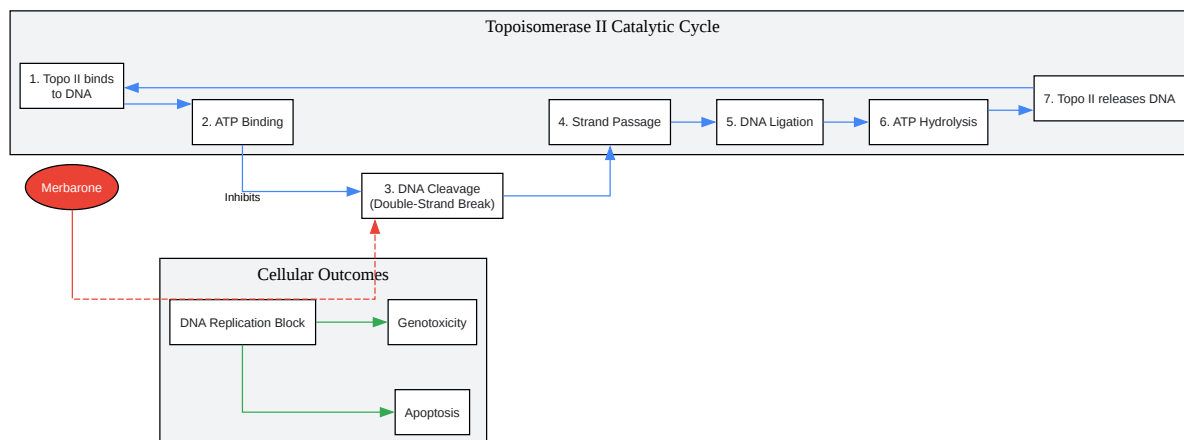 Topoisomerase II Catalytic Cycle
1. Topo II binds
to DNA
2. ATP Binding
4. Strand Passage
5. DNA Ligation
6. ATP Hydrolysis
7. Topo II releases DNA
Merbarone
Inhibits
3. DNA Cleavage
(Double-Strand Break)
Cellular Outcomes
DNA Replication Block
Genotoxicity
Apoptosis